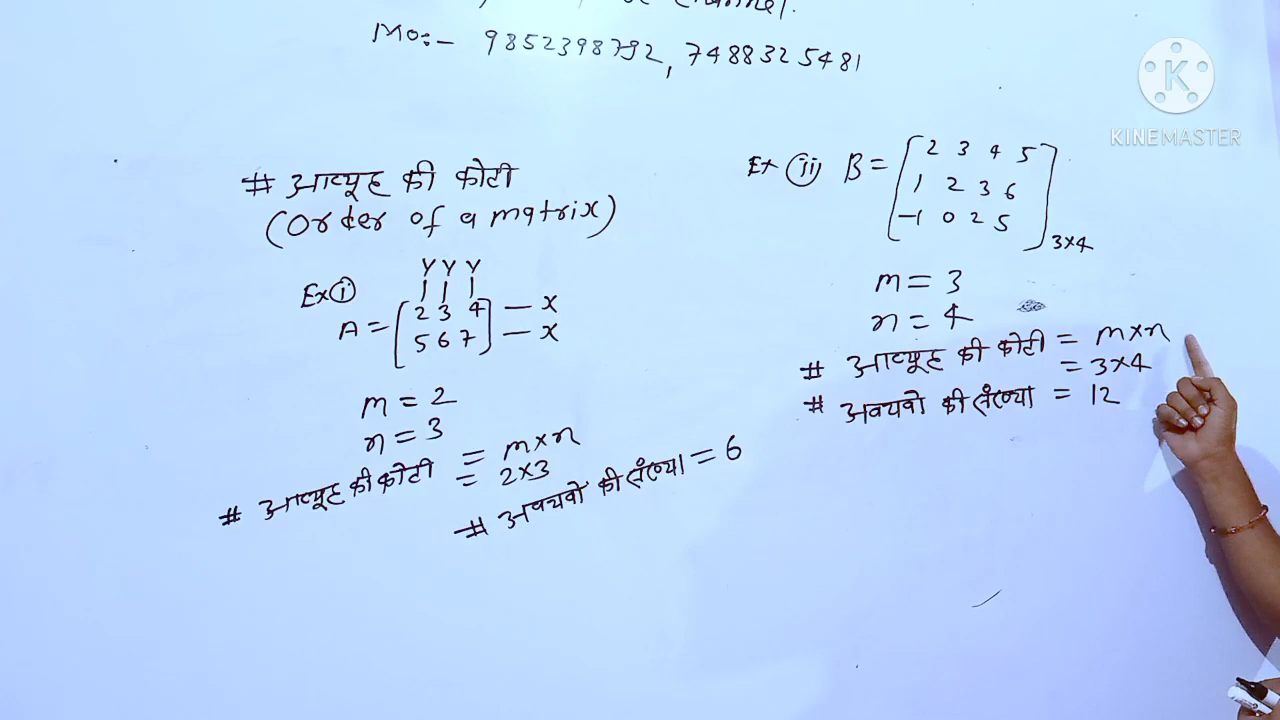 Channel.
Mo:- 9852398792, 7488325481
KINEMASTER
# आव्यूह की कोटी
(Order of a matrix)
Ex (i)
Y Y Y
A = [2 3 4] — X
[5 6 7] — X
m = 2
n = 3
# आव्यूह की कोटी = m×n
= 2×3
# अवयवो की संख्या = 6
Ex (ii) B = [2 3 4 5]
[1 2 3 6]
[-1 0 2 5] 3×4
m = 3
n = 4
# आव्यूह की कोटी = m×n
= 3×4
# अवयवो की संख्या = 12